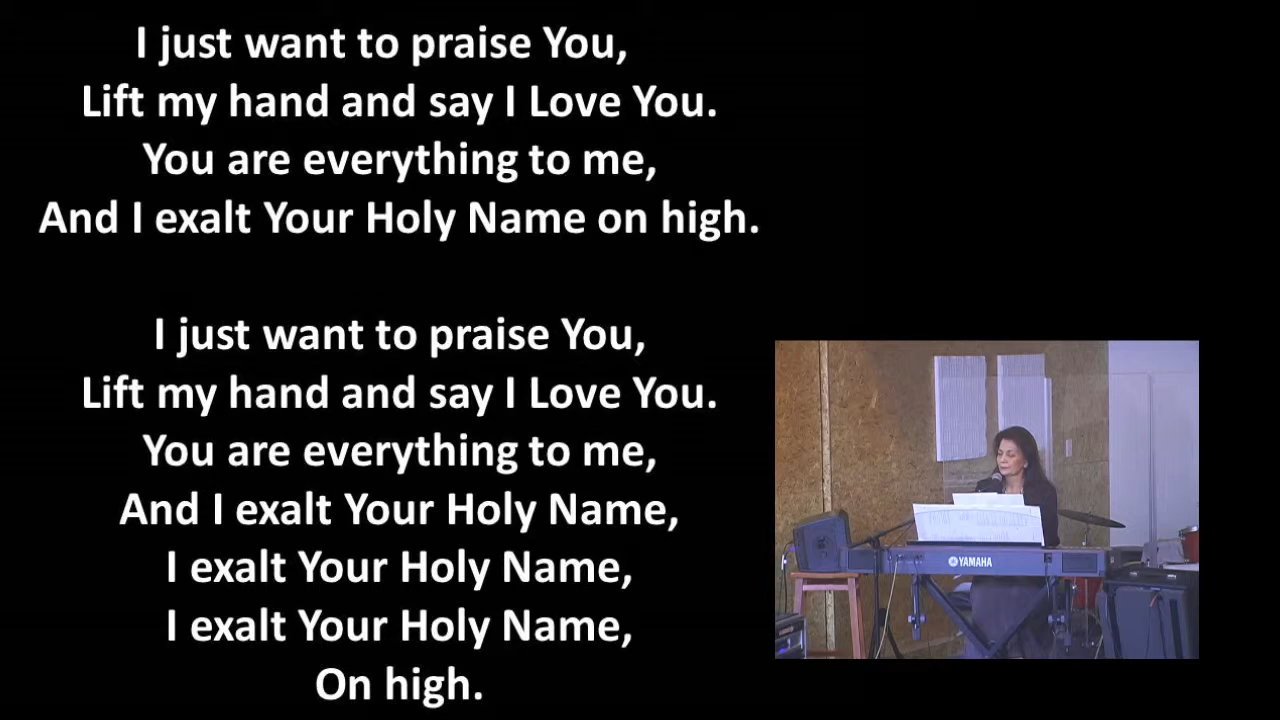 I just want to praise You,
Lift my hand and say I Love You.
You are everything to me,
And I exalt Your Holy Name on high.
I just want to praise You,
Lift my hand and say I Love You.
You are everything to me,
And I exalt Your Holy Name,
I exalt Your Holy Name,
I exalt Your Holy Name,
On high.
YAMAHA